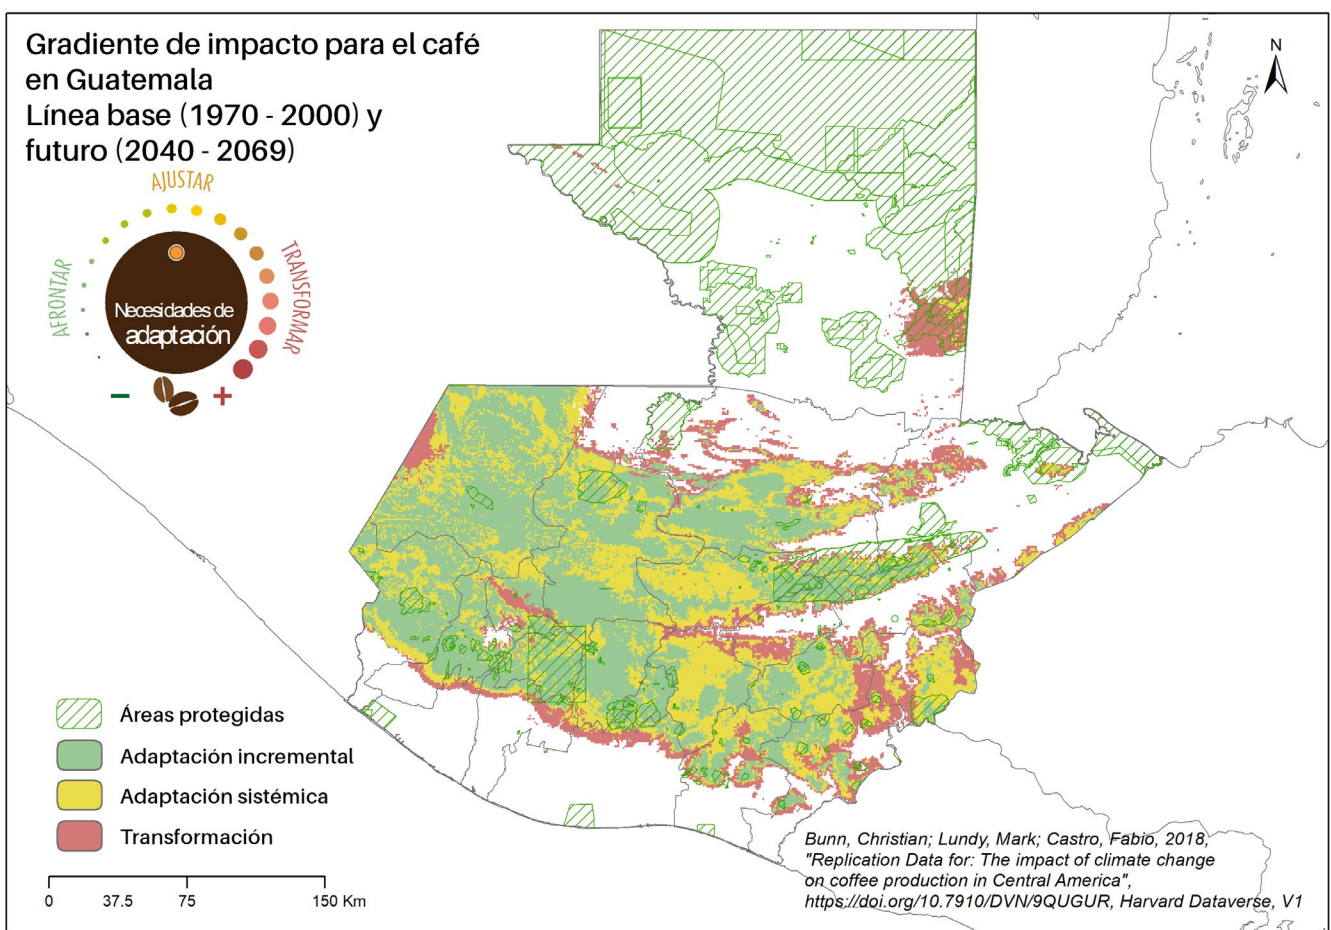 Gradiente de impacto para el café
en Guatemala
Línea base (1970 - 2000) y
futuro (2040 - 2069)
AJUSTAR
AFRONTAR
TRANSFORMAR
Necesidades de
adaptación
− +
N
Áreas protegidas
Adaptación incremental
Adaptación sistémica
Transformación
0 37.5 75 150 Km
Bunn, Christian; Lundy, Mark; Castro, Fabio, 2018,
"Replication Data for: The impact of climate change
on coffee production in Central America",
https://doi.org/10.7910/DVN/9QUGUR, Harvard Dataverse, V1